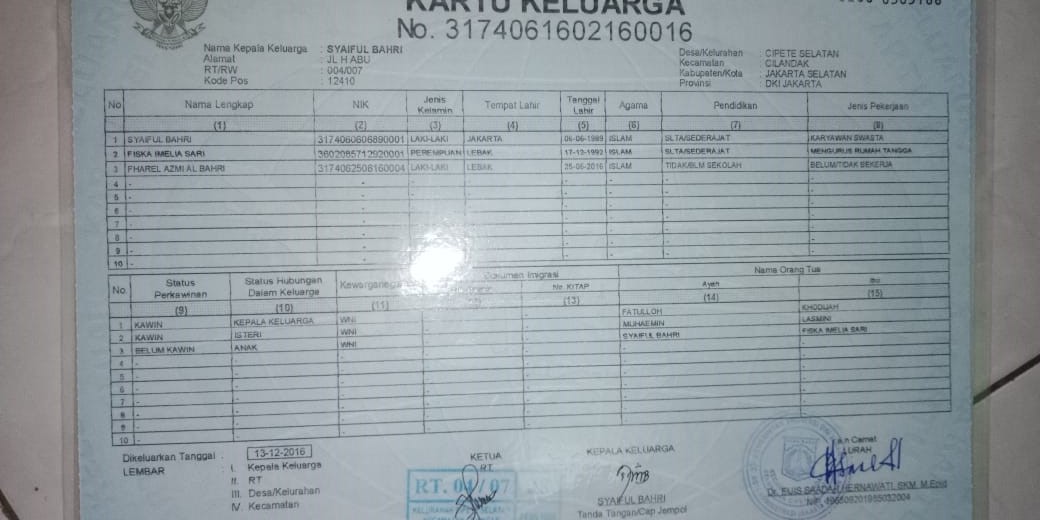 KARTU KELUARGA
No. 3174061602160016
Nama Kepala Keluarga : SYAIFUL BAHRI
Alamat : JL H ABU
RT/RW : 004/007
Kode Pos : 12410
Desa/Kelurahan : CIPETE SELATAN
Kecamatan : CILANDAK
Kabupaten/Kota : JAKARTA SELATAN
Provinsi : DKI JAKARTA
No Nama Lengkap NIK Jenis Kelamin Tempat Lahir Tanggal Lahir Agama Pendidikan Jenis Pekerjaan
(1) (2) (3) (4) (5) (6) (7) (8)
1 SYAIFUL BAHRI 3174060606890001 LAKI-LAKI JAKARTA 06-06-1989 ISLAM SLTA/SEDERAJAT KARYAWAN SWASTA
2 FISKA IMELIA SARI 3602085712920001 PEREMPUAN LEBAK 17-12-1992 ISLAM SLTA/SEDERAJAT MENGURUS RUMAH TANGGA
3 FHAREL AZMI AL BAHRI 3174062506160004 LAKI-LAKI LEBAK 25-06-2016 ISLAM TIDAK/BLM SEKOLAH BELUM/TIDAK BEKERJA
4 -
5 -
6 -
7 -
8 -
9 -
10 -
No Status Perkawinan Status Hubungan Dalam Keluarga Dokumen Imigrasi No. KITAP Nama Orang Tua Ayah Ibu
(9) (10) (11) (13) (14) (15)
1 KAWIN KEPALA KELUARGA WNI FATULLOH KHODIJAH
2 KAWIN ISTERI WNI MUHAEMIN LASMINI
3 BELUM KAWIN ANAK WNI SYAIFUL BAHRI FISKA IMELIA SARI
4 -
5 -
6 -
7 -
8 -
9 -
10 -
Dikeluarkan Tanggal : 13-12-2016
LEMBAR : I. Kepala Keluarga
II. RT
III. Desa/Kelurahan
IV. Kecamatan
KETUA RT
RT. 04/07
KEPALA KELUARGA
SYAIFUL BAHRI
Tanda Tangan/Cap Jempol
a.n Camat
LURAH
HERNAWATI, SKM, M.Epid